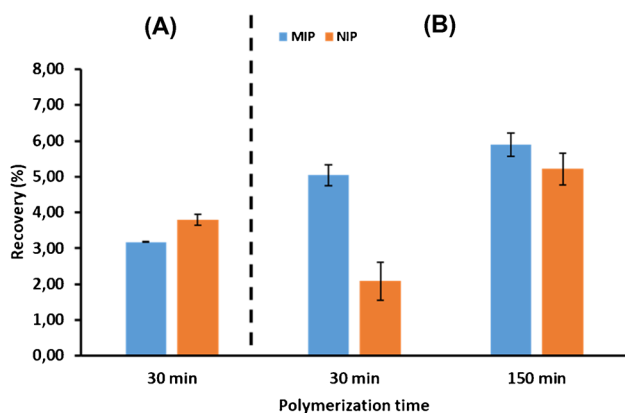 (A)
(B)
MIP NIP
8,00
7,00
6,00
5,00
4,00
3,00
2,00
1,00
0,00
Recovery (%)
30 min 30 min 150 min
Polymerization time